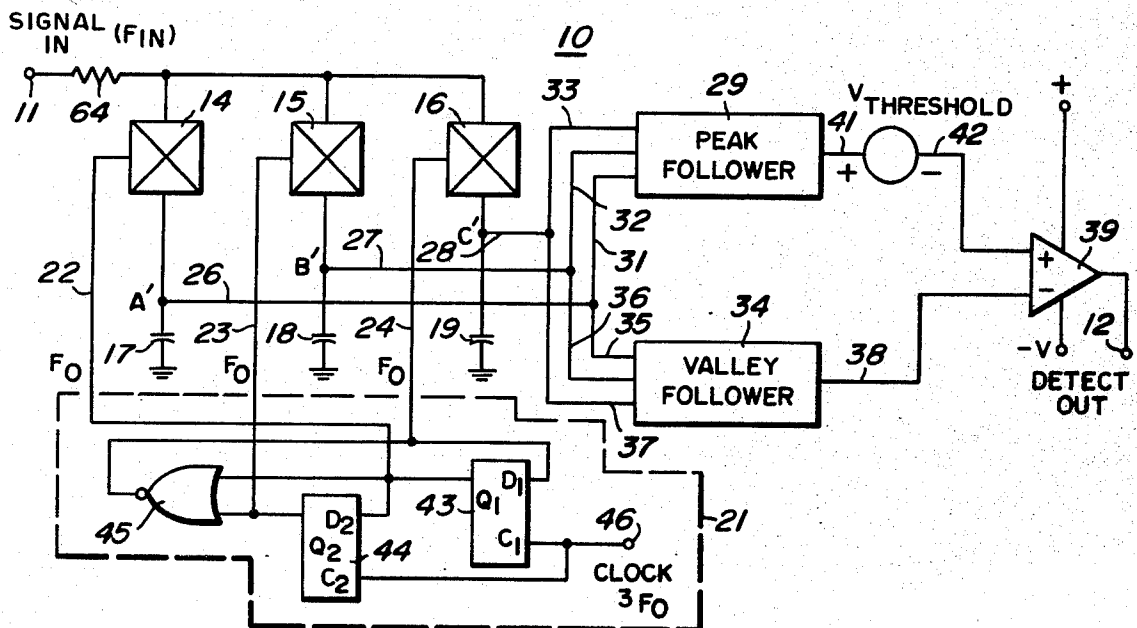 SIGNAL IN (FIN)
10
11
64
14
15
16
33
29
PEAK FOLLOWER
41
V THRESHOLD
42
+
+ -
32
31
39
+
-
22
26
A'
B'
27
C'
28
36
35
34
VALLEY FOLLOWER
38
-V
12
DETECT OUT
17
23
18
24
19
FO
FO
FO
37
45
D2
Q2
C2
44
43
D1
Q1
C1
46
CLOCK
3FO
21